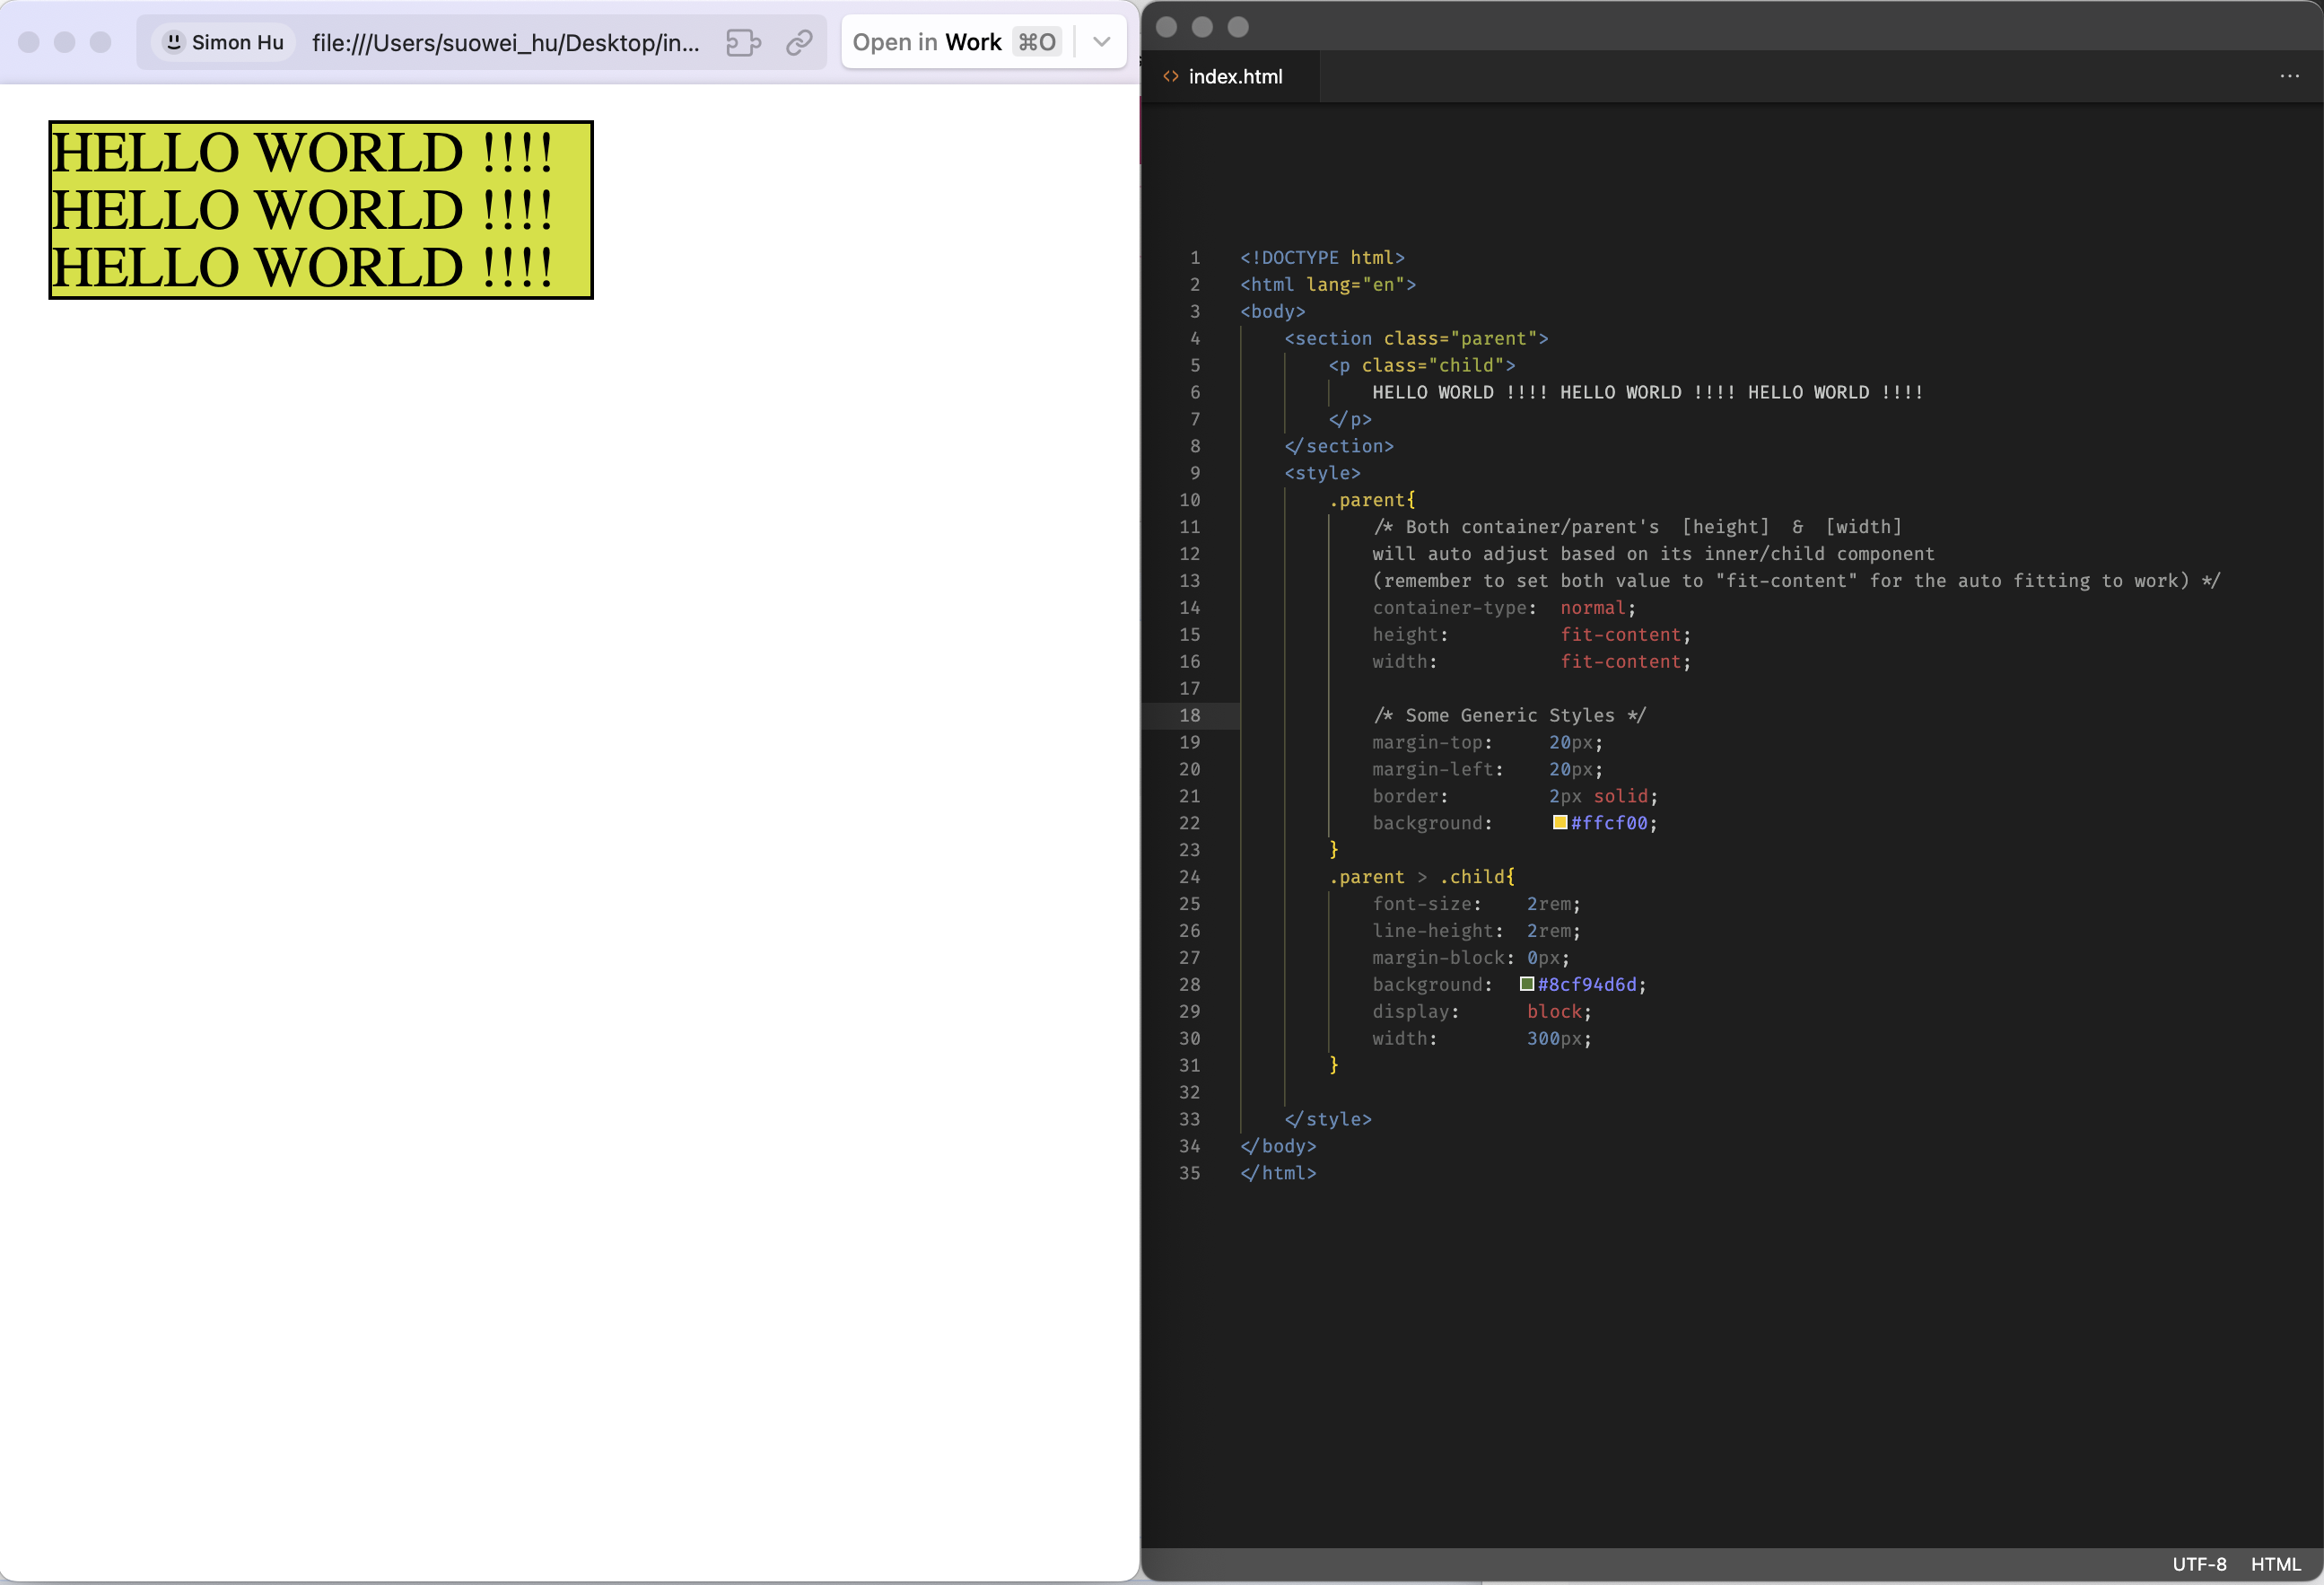 Simon Hu file:///Users/suowei_hu/Desktop/in... Open in Work ⌘O
HELLO WORLD !!!!
HELLO WORLD !!!!
HELLO WORLD !!!!
<> index.html ...
1 <!DOCTYPE html>
2 <html lang="en">
3 <body>
4 <section class="parent">
5 <p class="child">
6 HELLO WORLD !!!! HELLO WORLD !!!! HELLO WORLD !!!!
7 </p>
8 </section>
9 <style>
10 .parent{
11 /* Both container/parent's [height] & [width]
12 will auto adjust based on its inner/child component
13 (remember to set both value to "fit-content" for the auto fitting to work) */
14 container-type: normal;
15 height: fit-content;
16 width: fit-content;
17
18 /* Some Generic Styles */
19 margin-top: 20px;
20 margin-left: 20px;
21 border: 2px solid;
22 background: #ffcf00;
23 }
24 .parent > .child{
25 font-size: 2rem;
26 line-height: 2rem;
27 margin-block: 0px;
28 background: #8cf94d6d;
29 display: block;
30 width: 300px;
31 }
32
33 </style>
34 </body>
35 </html>
UTF-8 HTML